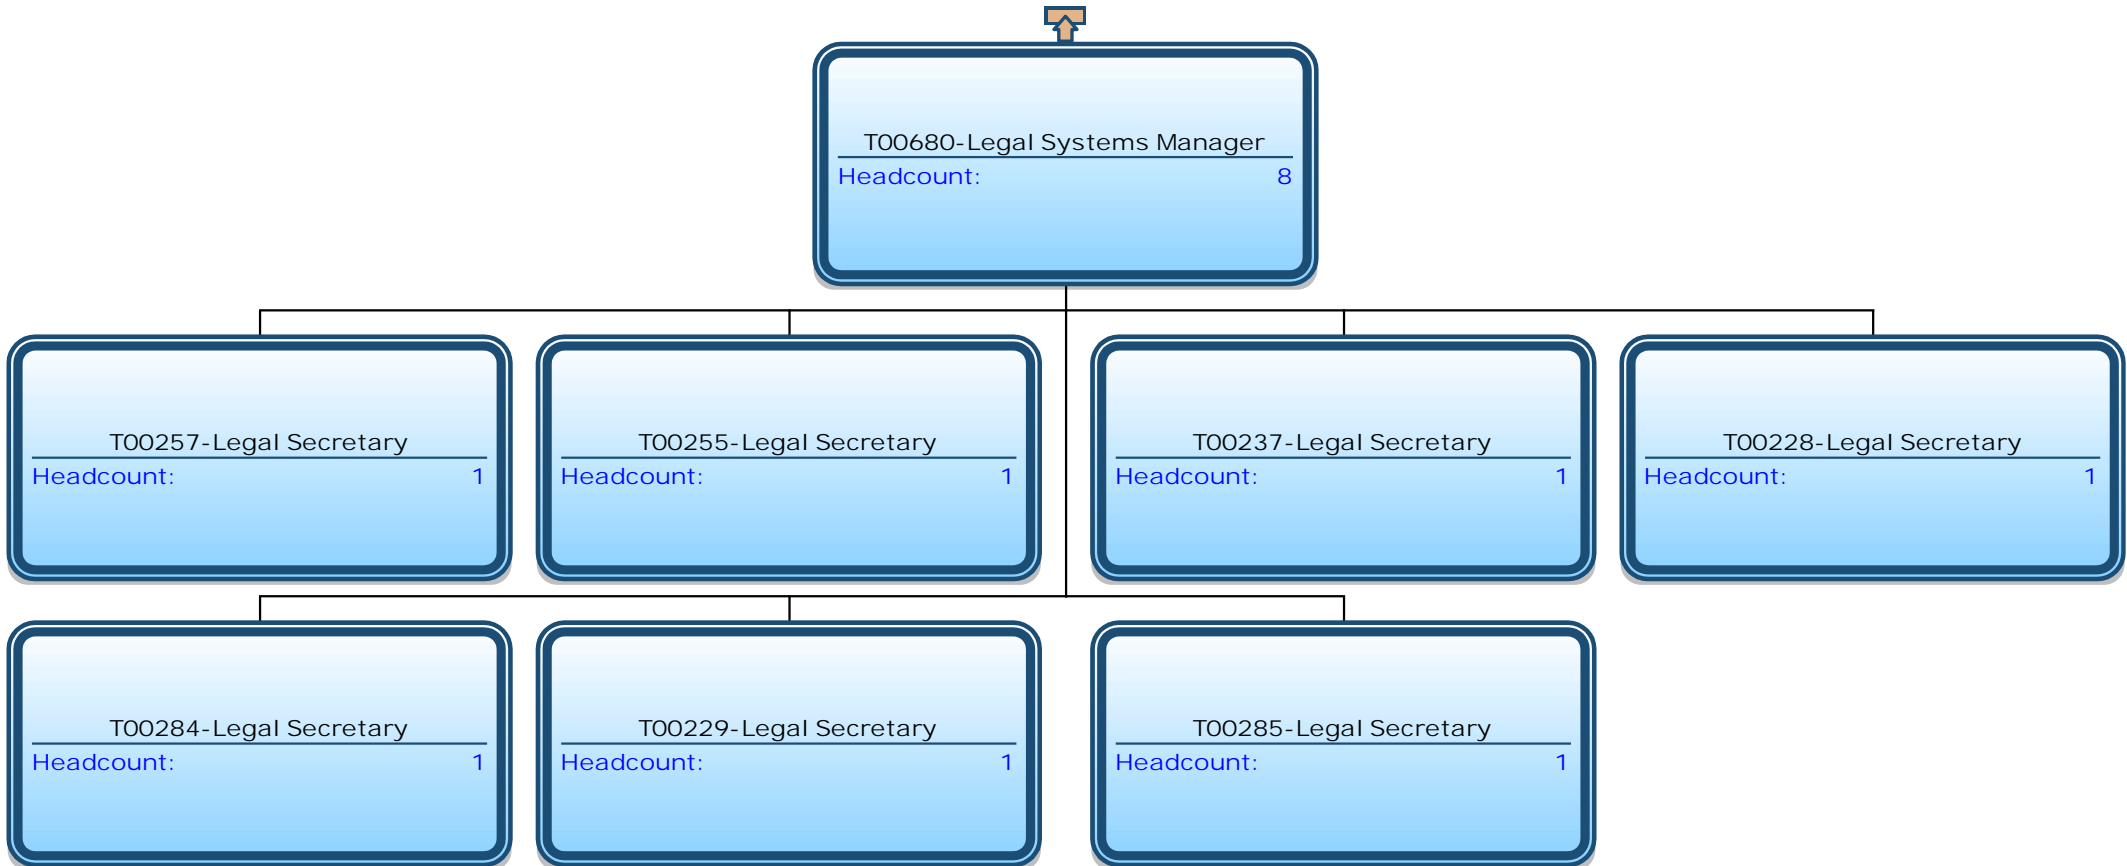 T00680-Legal Systems Manager
Headcount: 8
T00257-Legal Secretary
Headcount: 1
T00255-Legal Secretary
Headcount: 1
T00237-Legal Secretary
Headcount: 1
T00228-Legal Secretary
Headcount: 1
T00284-Legal Secretary
Headcount: 1
T00229-Legal Secretary
Headcount: 1
T00285-Legal Secretary
Headcount: 1